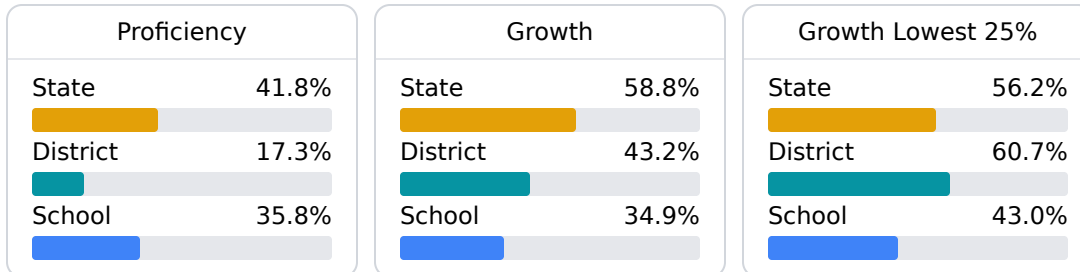 Proficiency
State 41.8%
District 17.3%
School 35.8%
Growth
State 58.8%
District 43.2%
School 34.9%
Growth Lowest 25%
State 56.2%
District 60.7%
School 43.0%